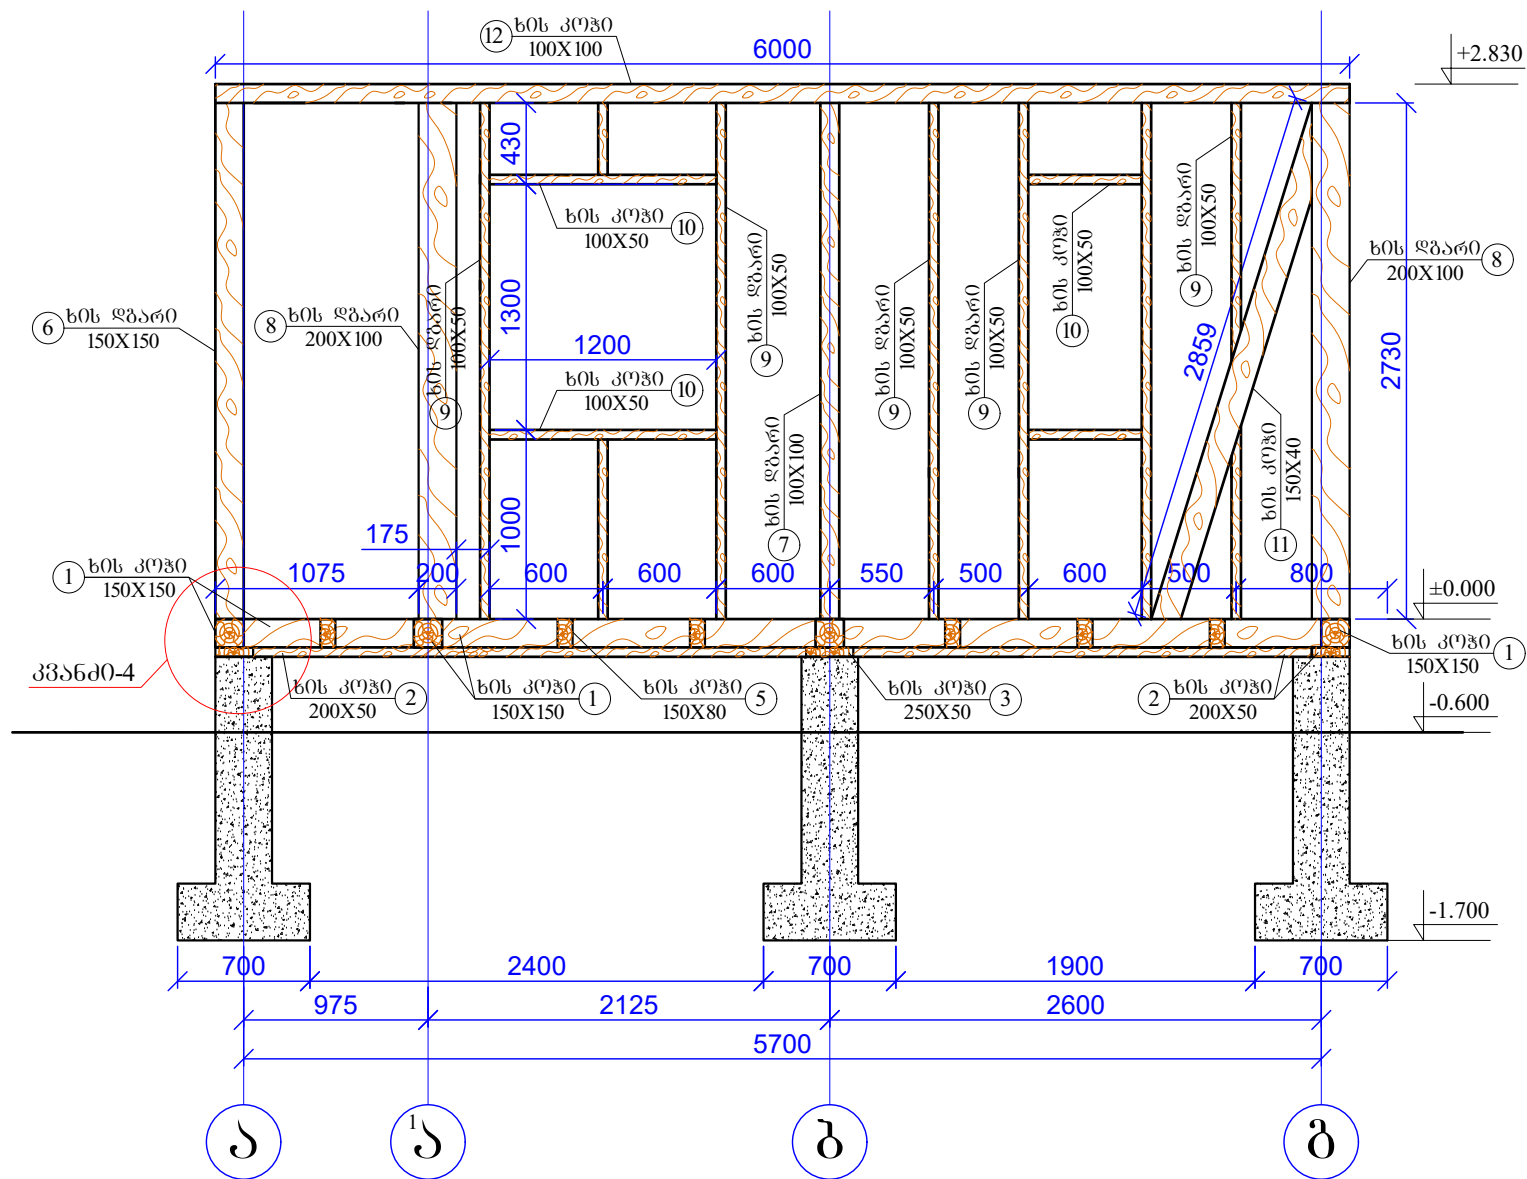 12 ხის კოჭი
100X100
6000
+2.830
430
ხის კოჭი 10
100X50
ხის დგარი
100X50
9
ხის კოჭი
100X50
10
ხის დგარი
100X50
9
ხის დგარი 8
200X100
6 ხის დგარი
150X150
8 ხის დგარი
200X100
ხის დგარი
100X50
9
1300
1200
ხის კოჭი 10
100X50
ხის დგარი
100X50
9
ხის დგარი
100X50
9
2859
2730
ხის დგარი
100X100
7
ხის კოჭი
150X40
11
175
1000
1 ხის კოჭი
150X150
1075
200
600
600
600
550
500
600
500
800
±0.000
კვანძი-4
ხის კოჭი 2
200X50
ხის კოჭი 1
150X150
ხის კოჭი 5
150X80
ხის კოჭი 3
250X50
2 ხის კოჭი
200X50
ხის კოჭი 1
150X150
-0.600
-1.700
700
2400
700
1900
700
975
2125
2600
5700
ა
1ა
ბ
გ